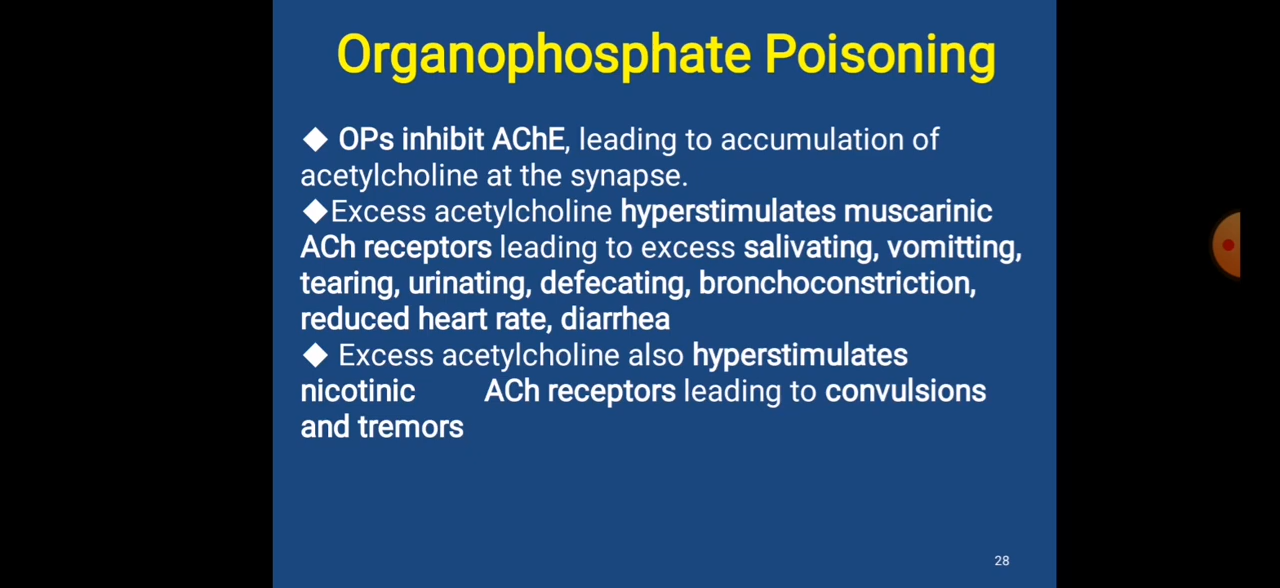 Organophosphate Poisoning
◆ OPs inhibit AChE, leading to accumulation of
acetylcholine at the synapse.
◆Excess acetylcholine hyperstimulates muscarinic
ACh receptors leading to excess salivating, vomitting,
tearing, urinating, defecating, bronchoconstriction,
reduced heart rate, diarrhea
◆ Excess acetylcholine also hyperstimulates
nicotinic ACh receptors leading to convulsions
and tremors
28